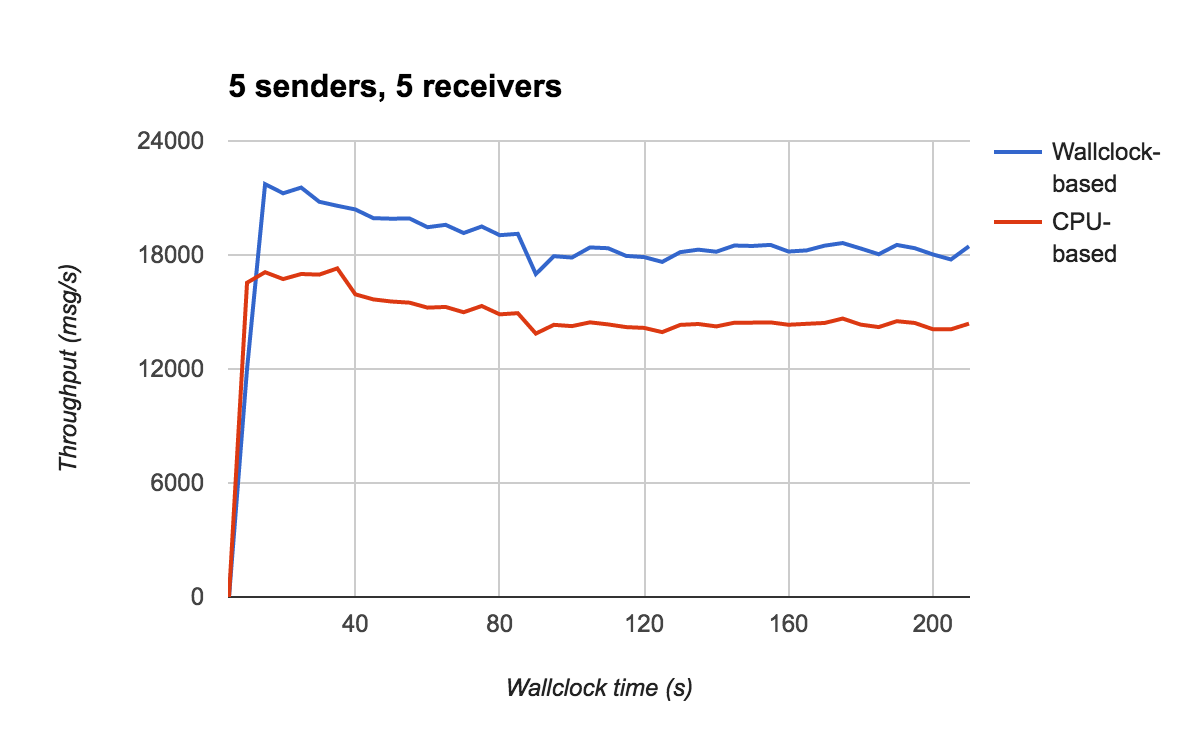 5 senders, 5 receivers
24000
18000
12000
6000
0
Throughput (msg/s)
40 80 120 160 200
Wallclock time (s)
Wallclock-
based
CPU-
based